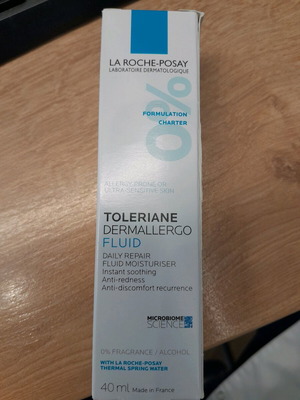 LA ROCHE-POSAY
LABORATOIRE DERMATOLOGIQUE
0%
FORMULATION
CHARTER
ALLERGY-PRONE OR
ULTRA-SENSITIVE SKIN
TOLERIANE
DERMALLERGO
FLUID
DAILY REPAIR
FLUID MOISTURISER
Instant soothing
Anti-redness
Anti-discomfort recurrence
MICROBIOME
SCIENCE
0% FRAGRANCE / ALCOHOL
WITH LA ROCHE-POSAY
THERMAL SPRING WATER
40 ml Made in France